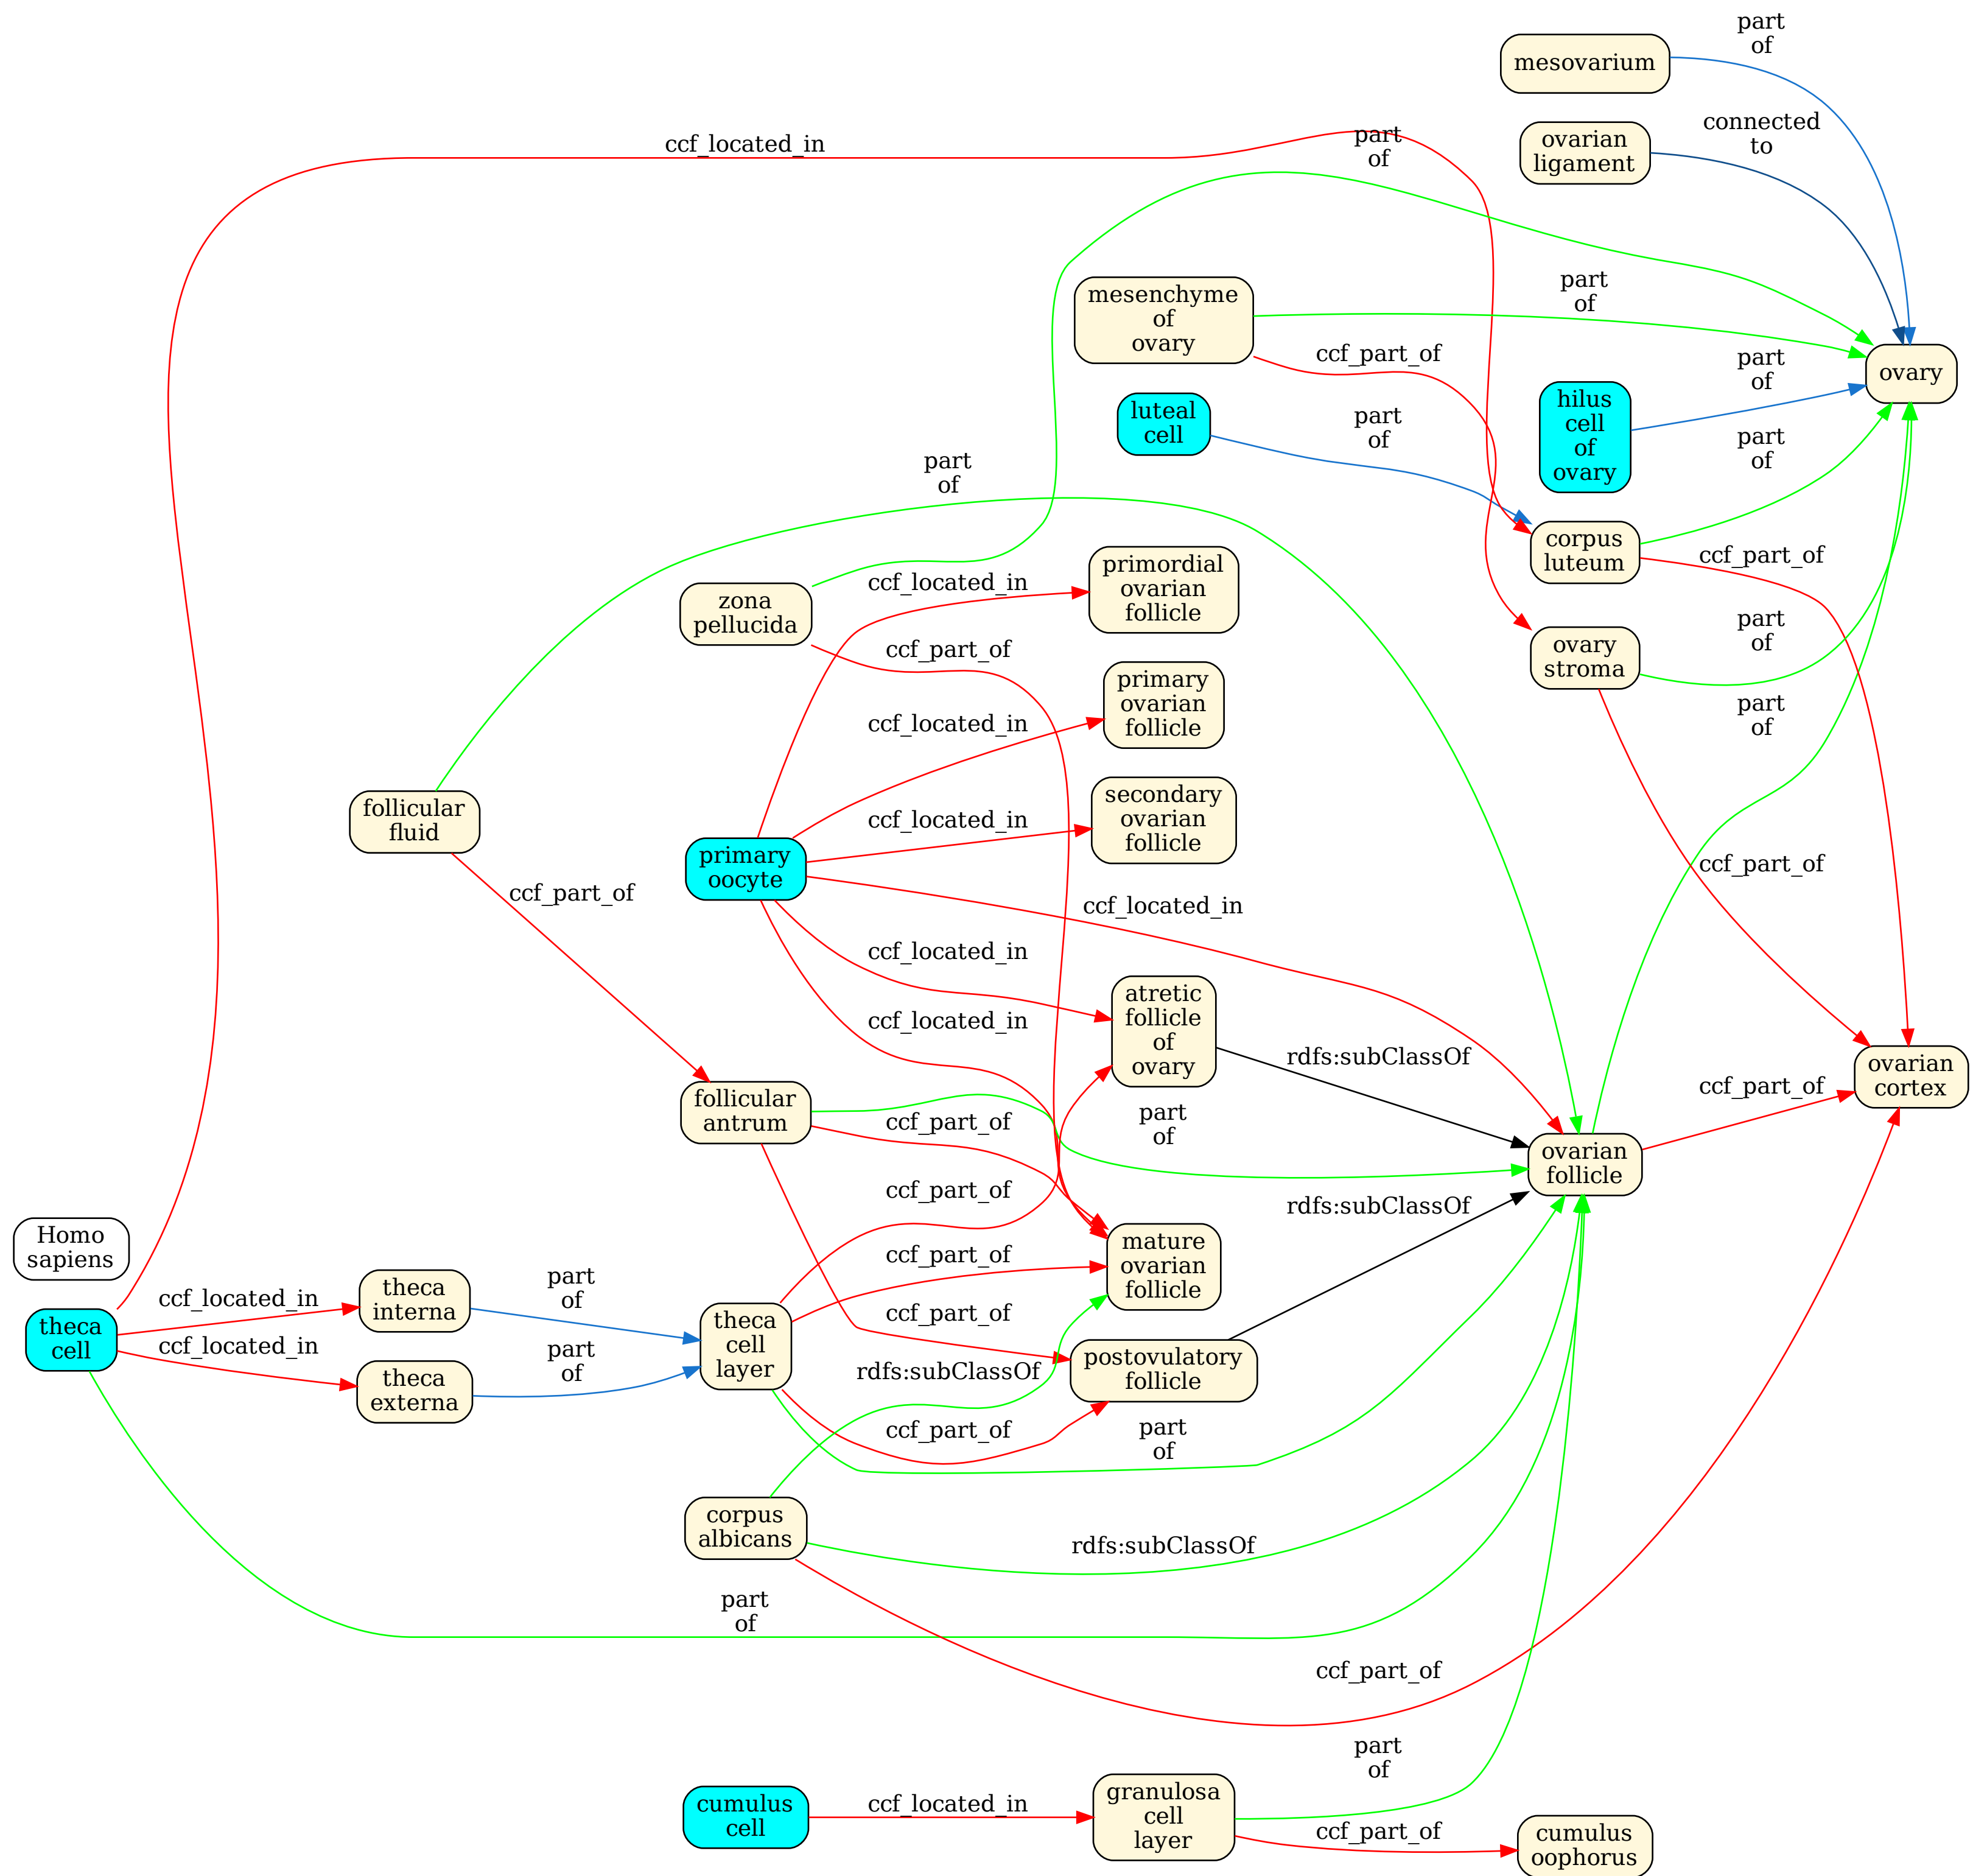 part
of
mesovarium
connected
to
ovarian
ligament
ccf_located_in
part
of
mesenchyme
of
ovary
part
of
ccf_part_of
ovary
part
of
hilus
cell
of
ovary
luteal
cell
part
of
part
of
part
of
corpus
luteum
ccf_part_of
primordial
ovarian
follicle
ccf_located_in
zona
pellucida
ccf_part_of
part
of
ovary
stroma
primary
ovarian
follicle
ccf_located_in
part
of
follicular
fluid
secondary
ovarian
follicle
ccf_located_in
primary
oocyte
ccf_part_of
ccf_part_of
ccf_located_in
ccf_located_in
atretic
follicle
of
ovary
ccf_located_in
rdfs:subClassOf
ovarian
cortex
ccf_part_of
follicular
antrum
ccf_part_of
part
of
ovarian
follicle
ccf_part_of
rdfs:subClassOf
Homo
sapiens
mature
ovarian
follicle
ccf_part_of
theca
interna
part
of
ccf_located_in
theca
cell
ccf_located_in
ccf_part_of
theca
cell
layer
theca
externa
part
of
postovulatory
follicle
rdfs:subClassOf
ccf_part_of
part
of
corpus
albicans
rdfs:subClassOf
part
of
ccf_part_of
part
of
cumulus
cell
ccf_located_in
granulosa
cell
layer
ccf_part_of
cumulus
oophorus